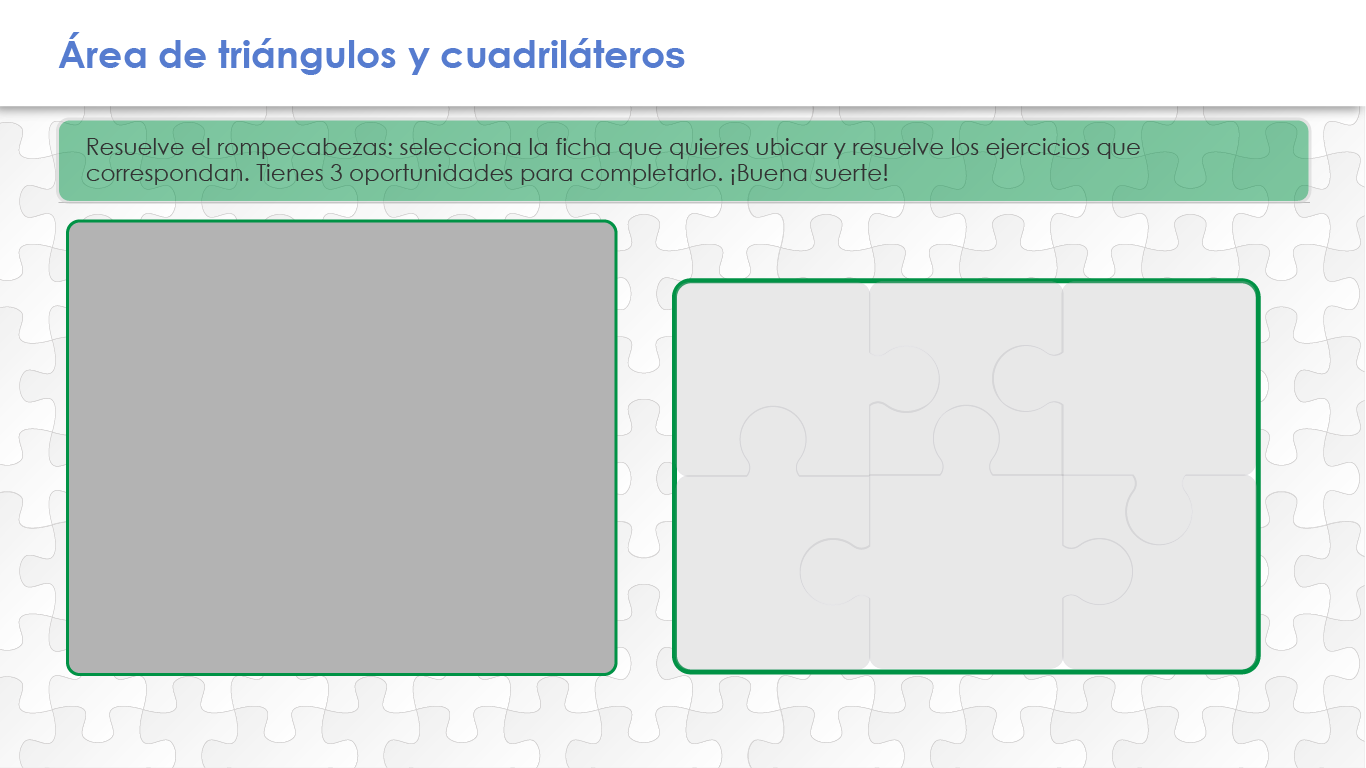 Área de triángulos y cuadriláteros
Resuelve el rompecabezas: selecciona la ficha que quieres ubicar y resuelve los ejercicios que
correspondan. Tienes 3 oportunidades para completarlo. ¡Buena suerte!